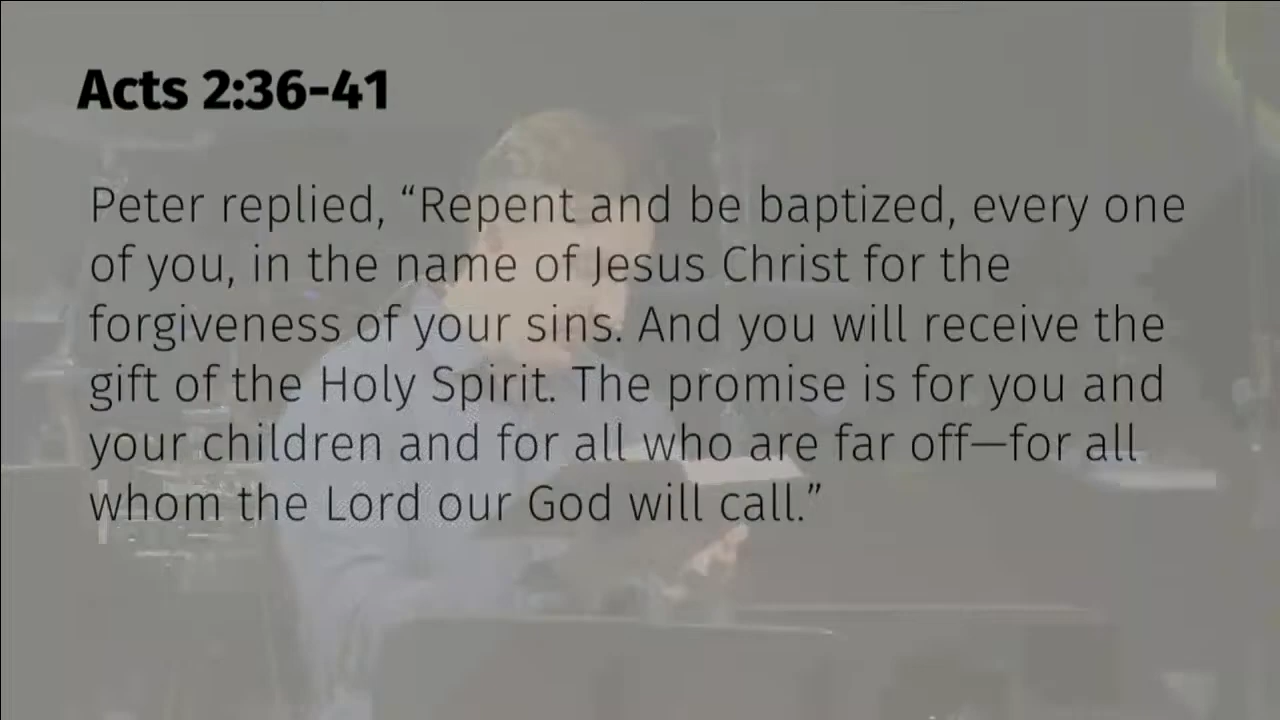 Acts 2:36-41
Peter replied, “Repent and be baptized, every one
of you, in the name of Jesus Christ for the
forgiveness of your sins. And you will receive the
gift of the Holy Spirit. The promise is for you and
your children and for all who are far off—for all
whom the Lord our God will call.”